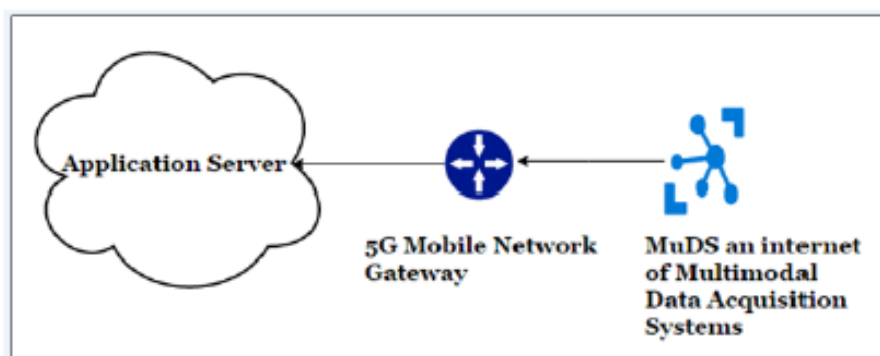 Application Server
5G Mobile Network
Gateway
MuDS an internet
of Multimodal
Data Acquisition
Systems